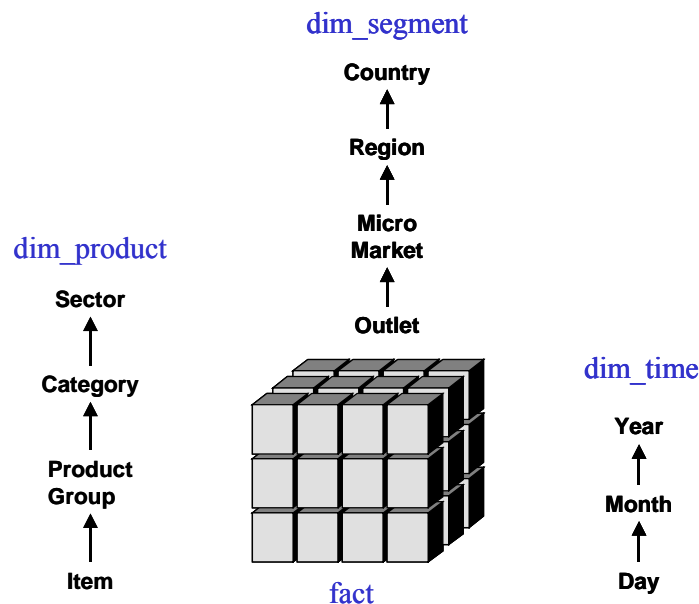 dim_segment
Country
Region
Micro
Market
Outlet
dim_product
Sector
Category
Product
Group
Item
dim_time
Year
Month
Day
fact